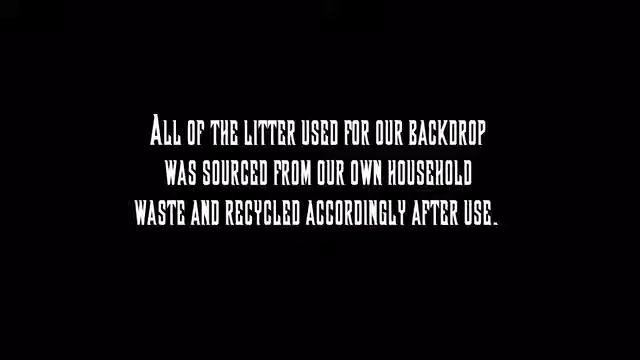 All of the litter used for our backdrop
was sourced from our own household
waste and recycled accordingly after use.